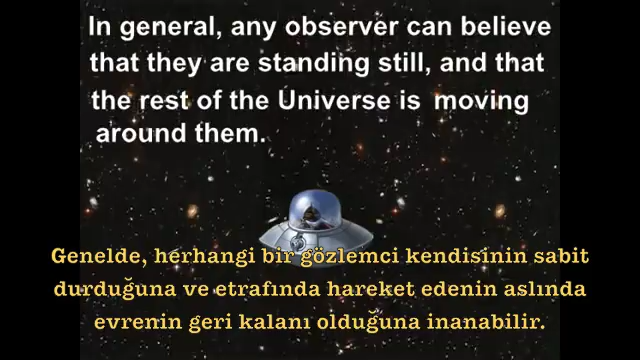 In general, any observer can believe
that they are standing still, and that
the rest of the Universe is moving
around them.
Genelde, herhangi bir gözlemci kendisinin sabit
durduğuna ve etrafında hareket edenin aslında
evrenin geri kalanı olduğuna inanabilir.